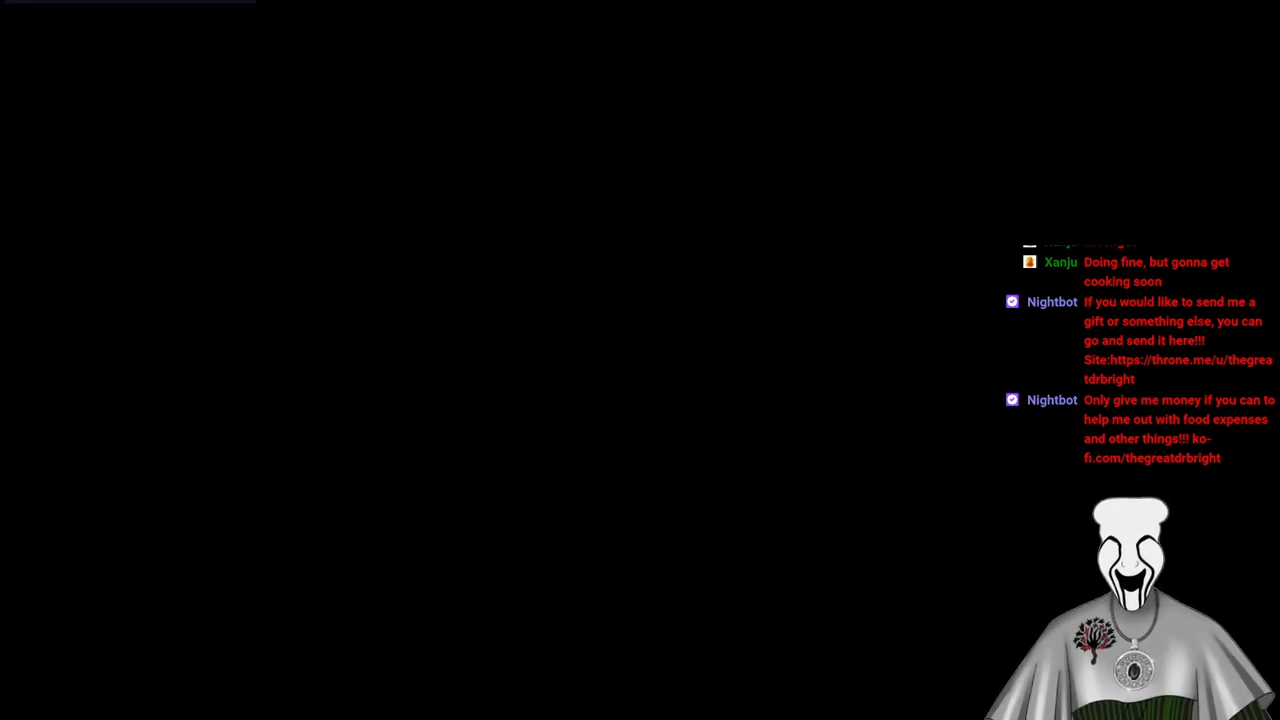 Xanju Doing fine, but gonna get
cooking soon
Nightbot If you would like to send me a
gift or something else, you can
go and send it here!!!
Site:https://throne.me/u/thegrea
tdrbright
Nightbot Only give me money if you can to
help me out with food expenses
and other things!!! ko-
fi.com/thegreatdrbright